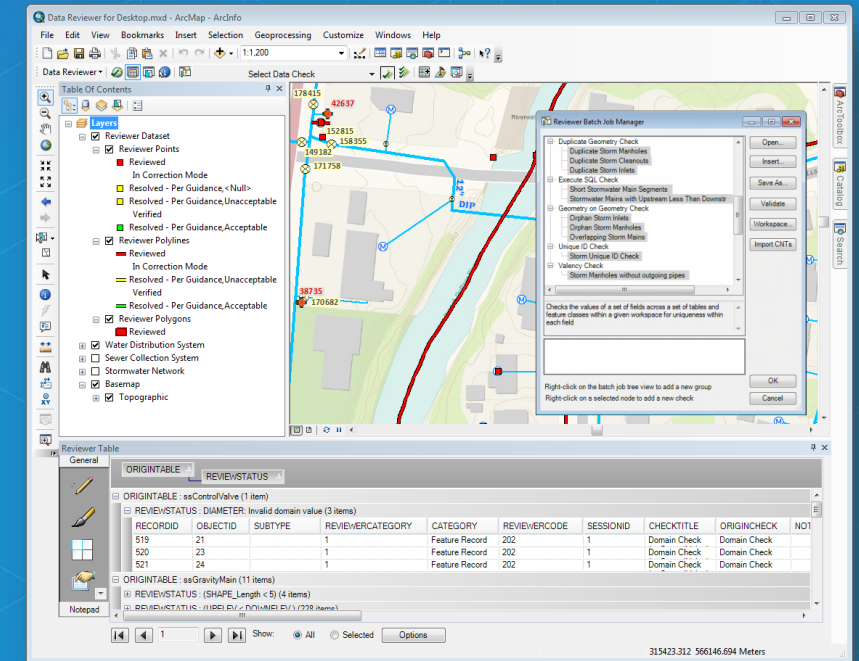 Data Reviewer for Desktop.mxd - ArcMap - ArcInfo
File Edit View Bookmarks Insert Selection Geoprocessing Customize Windows Help
1:1,200
Data Reviewer Select Data Check
Table Of Contents
Layers
Reviewer Dataset
Reviewer Points
Reviewed
In Correction Mode
Resolved - Per Guidance,<Null>
Resolved - Per Guidance,Unacceptable
Verified
Resolved - Per Guidance,Acceptable
Reviewer Polylines
Reviewed
In Correction Mode
Resolved - Per Guidance,Unacceptable
Verified
Resolved - Per Guidance,Acceptable
Reviewer Polygons
Reviewed
Water Distribution System
Sewer Collection System
Stormwater Network
Basemap
Topographic
178415
42637
152815
158355
149182
171758
12"
DIP
38735
170682
M
M
M
M
M
Reviewer Batch Job Manager
Duplicate Geometry Check
Duplicate Storm Manholes
Duplicate Storm Cleanouts
Duplicate Storm Inlets
Execute SQL Check
Short Stormwater Main Segments
Stormwater Mains with Upstream Less Than Downstr
Geometry on Geometry Check
Orphan Storm Inlets
Orphan Storm Manholes
Overlapping Storm Mains
Unique ID Check
Storm Unique ID Check
Valency Check
Storm Manholes without outgoing pipes
Open...
Insert...
Save As...
Validate
Workspace...
Import CNTs
Checks the values of a set of fields across a set of tables and
feature classes within a given workspace for uniqueness within
each field
Right-click on the batch job tree view to add a new group
Right-click on a selected node to add a new check
OK
Cancel
ArcToolbox
Catalog
Search
Reviewer Table
General
Notepad
ORIGINTABLE
REVIEWSTATUS
ORIGINTABLE : ssControlValve (1 item)
REVIEWSTATUS : DIAMETER: Invalid domain value (3 items)
RECORDID OBJECTID SUBTYPE REVIEWERCATEGORY CATEGORY REVIEWERCODE SESSIONID CHECKTITLE ORIGINCHECK NOT
519 21 1 Feature Record 202 1 Domain Check Domain Check
520 23 1 Feature Record 202 1 Domain Check Domain Check
521 24 1 Feature Record 202 1 Domain Check Domain Check
ORIGINTABLE : ssGravityMain (11 items)
REVIEWSTATUS : (SHAPE_Length < 5) (4 items)
REVIEWSTATUS : (UPELEV < DOWNELEV ) (228 items)
1 Show: All Selected Options
315423.312 566146.694 Meters